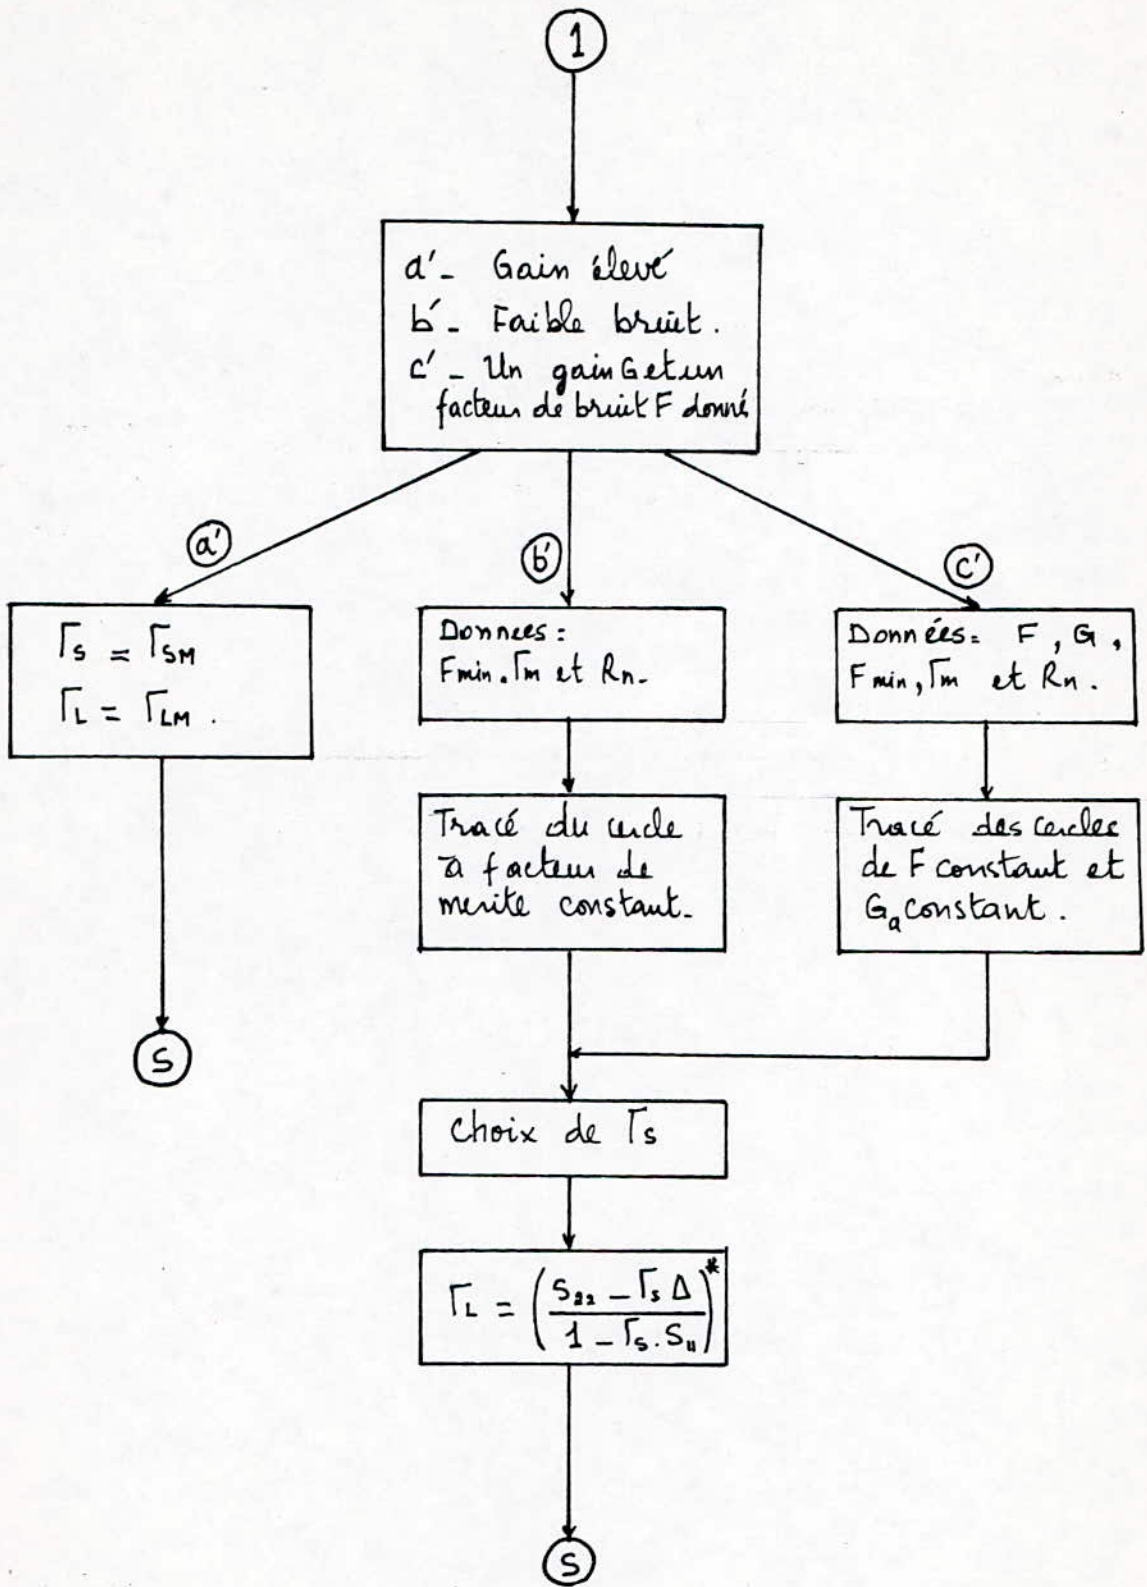 1
a'- Gain élevé
b'- Faible bruit.
c'- Un gain G et un
facteur de bruit F donné
a'
b'
c'
Γs = ΓSM
ΓL = ΓLM .
Donnees :
Fmin. Γm et Rn-
Données= F , G ,
Fmin, Γm et Rn .
Tracé du cercle
à facteur de
merite constant-
Tracé des cercles
de F constant et
Ga constant .
S
Choix de Γs
ΓL = ( (S22 - Γs Δ) / (1 - Γs . S11) )*
S